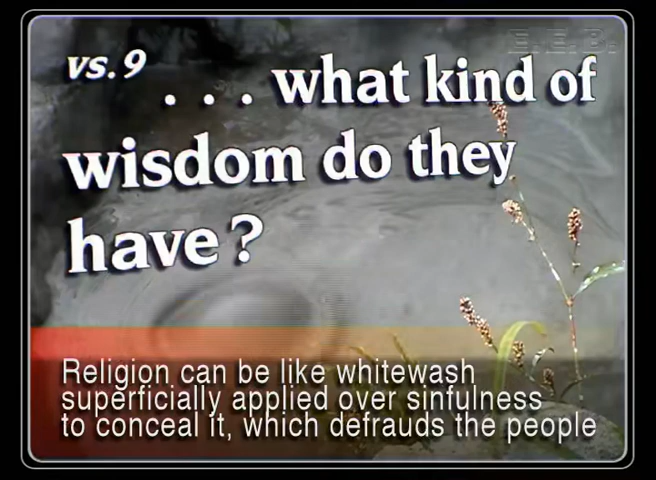 E.E.B.
vs.9 . . . what kind of
wisdom do they
have?
Religion can be like whitewash
superficially applied over sinfulness
to conceal it, which defrauds the people